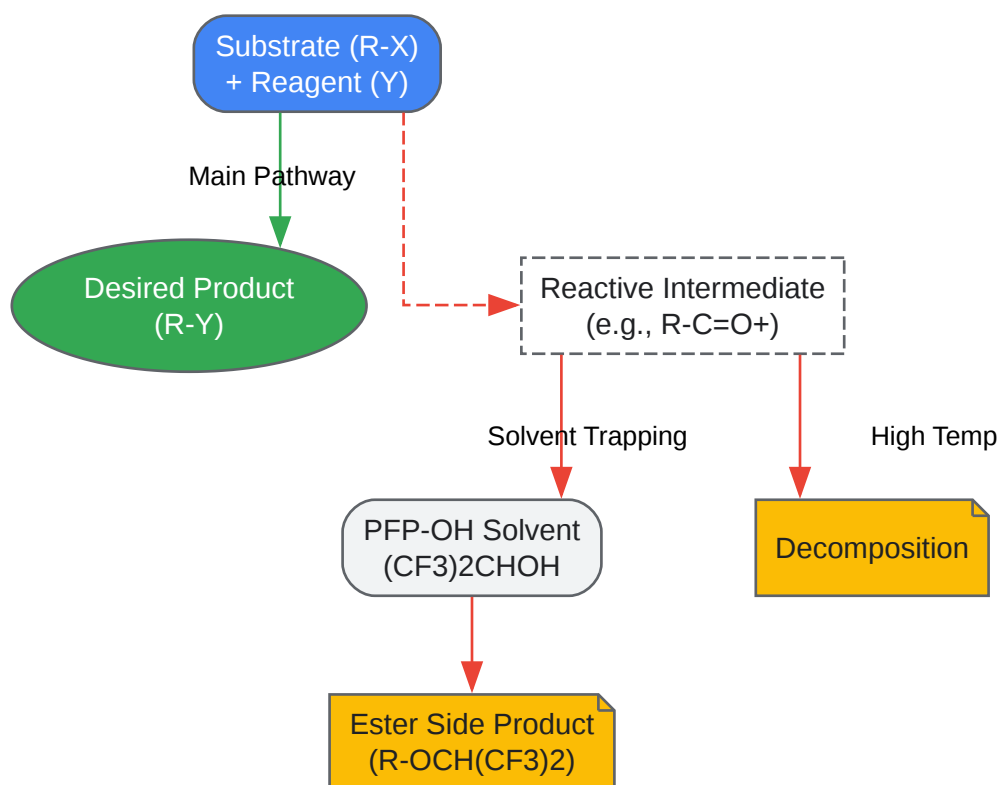 Substrate (R-X)
+ Reagent (Y)
Main Pathway
Desired Product
(R-Y)
Reactive Intermediate
(e.g., R-C=O+)
Solvent Trapping
High Temp
PFP-OH Solvent
(CF3)2CHOH
Decomposition
Ester Side Product
(R-OCH(CF3)2)